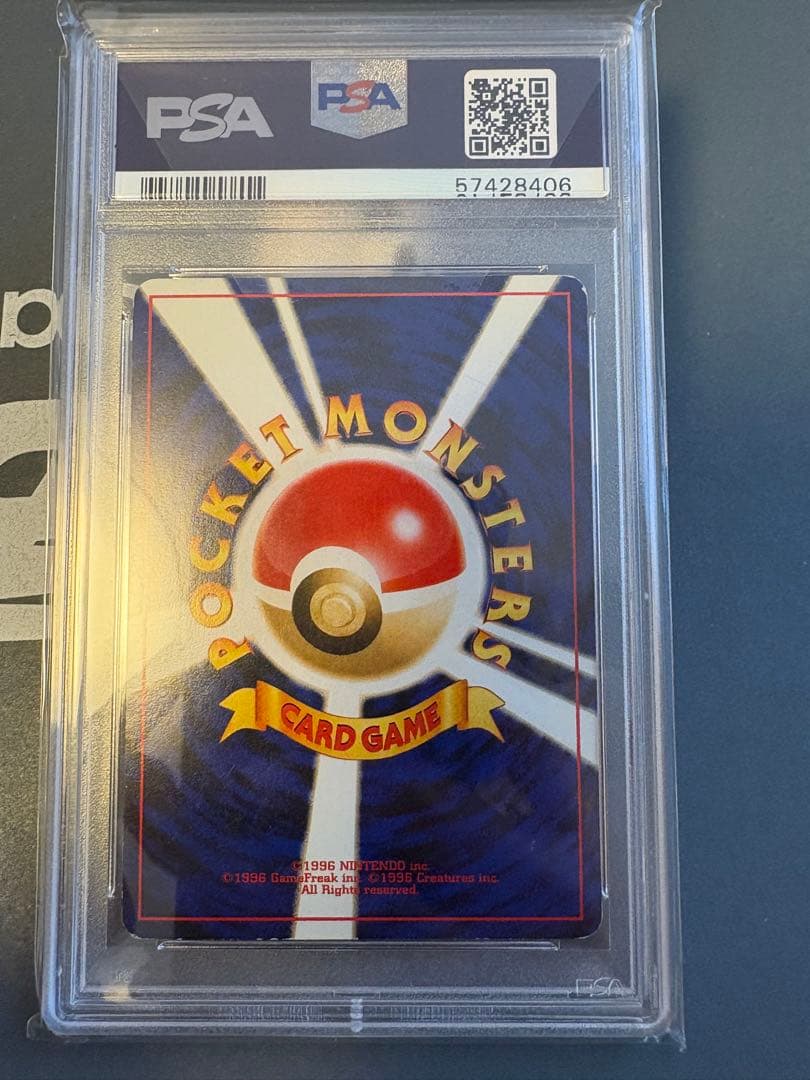 PSA
PSA
57428406
POCKET MONSTERS
CARD GAME
©1996 NINTENDO inc.
©1996 GameFreak inc. ©1996 Creatures inc.
All Rights reserved.
PSA
p